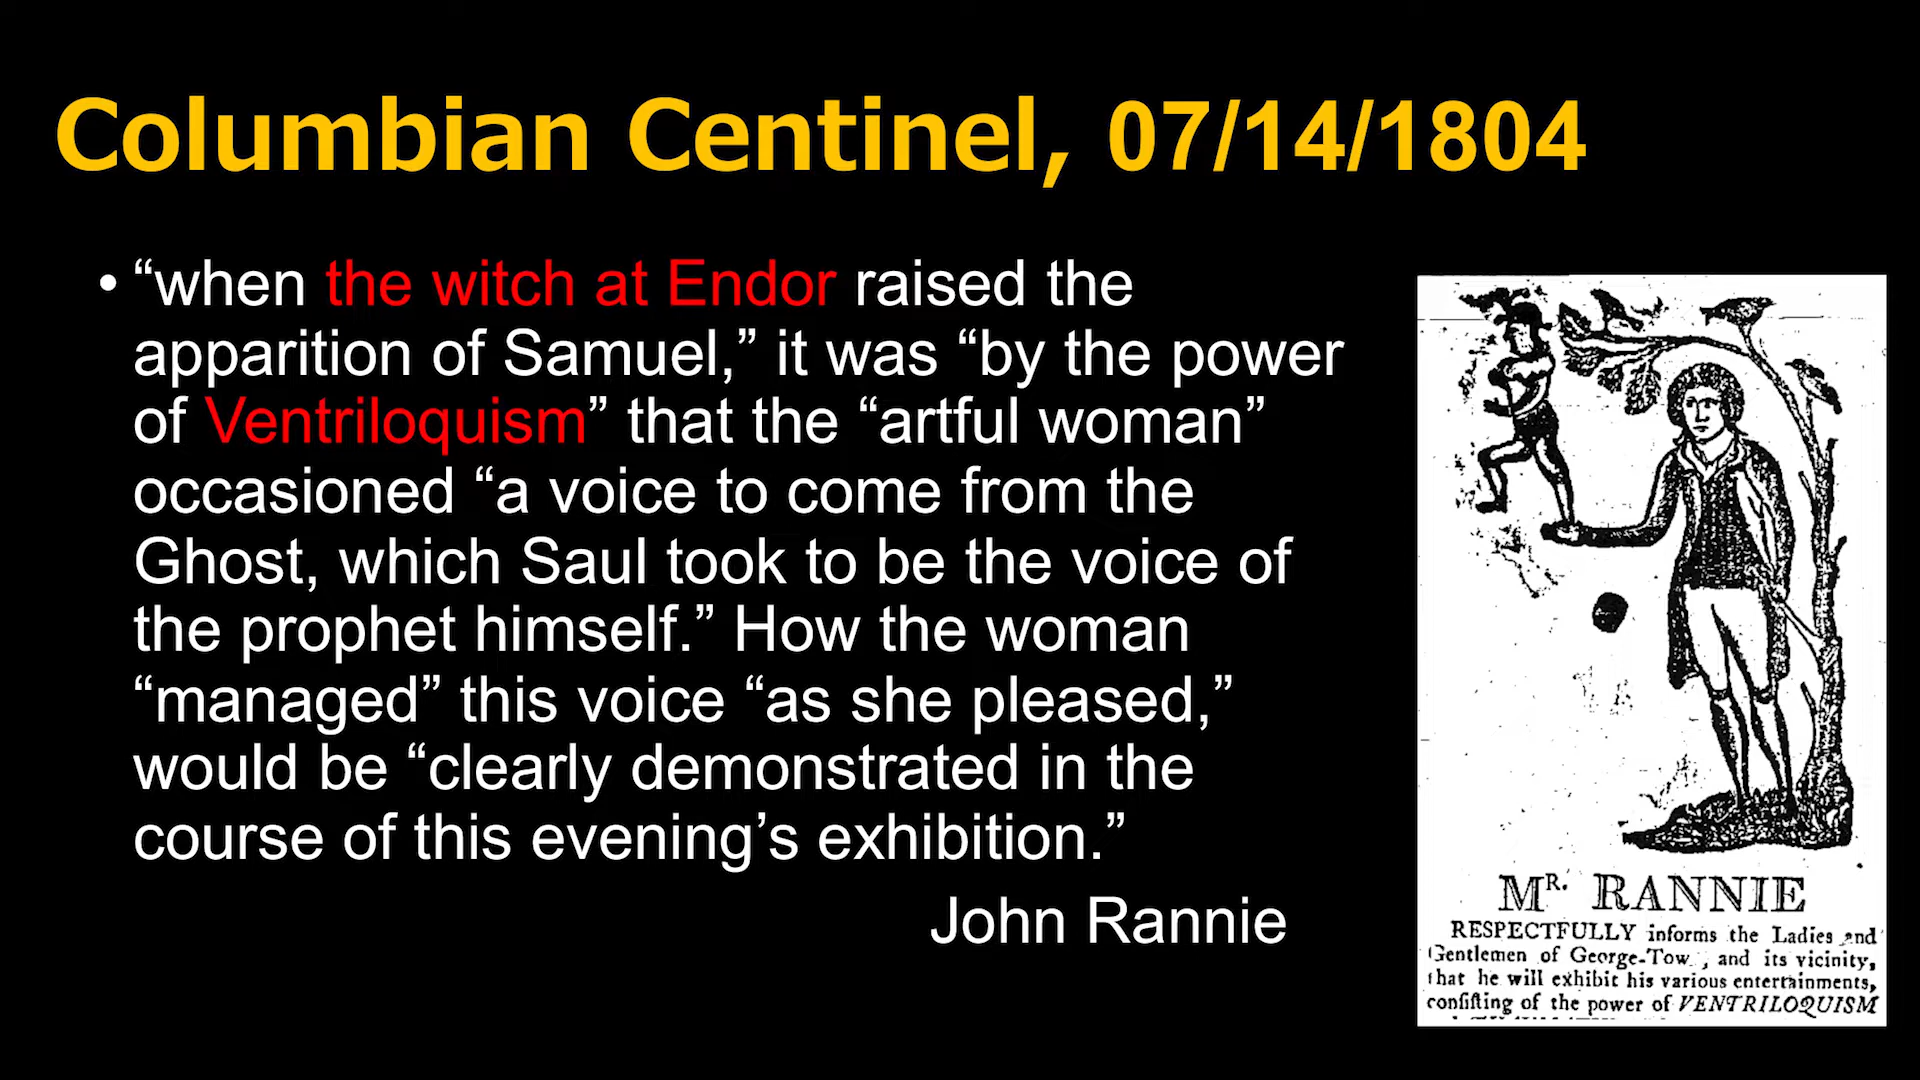 Columbian Centinel, 07/14/1804
• “when the witch at Endor raised the
apparition of Samuel,” it was “by the power
of Ventriloquism” that the “artful woman”
occasioned “a voice to come from the
Ghost, which Saul took to be the voice of
the prophet himself.” How the woman
“managed” this voice “as she pleased,”
would be “clearly demonstrated in the
course of this evening’s exhibition.”
John Rannie
MR. RANNIE
RESPECTFULLY informs the Ladies and
Gentlemen of George-Tow , and its vicinity,
that he will exhibit his various entertainments,
consisting of the power of VENTRILOQUISM